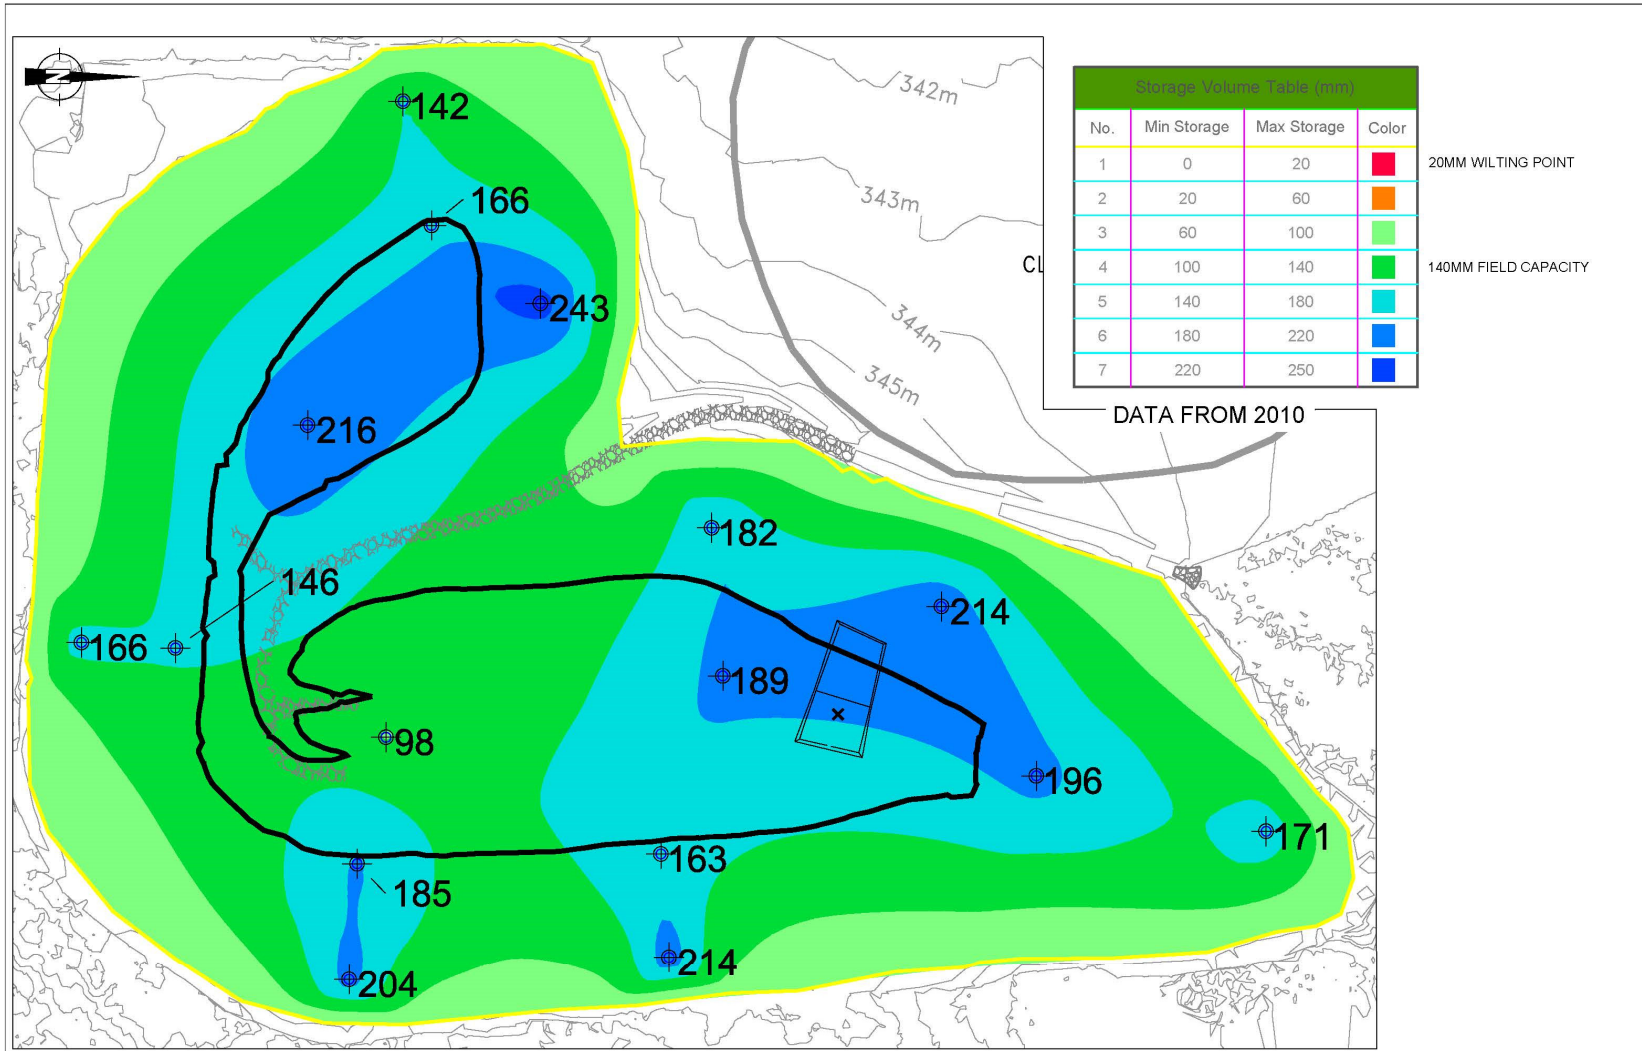 N
342m
343m
344m
345m
CL
Storage Volume Table (mm)
No. Min Storage Max Storage Color
1 0 20
20MM WILTING POINT
2 20 60
3 60 100
4 100 140
140MM FIELD CAPACITY
5 140 180
6 180 220
7 220 250
DATA FROM 2010
142
166
243
216
182
146
214
166
189
98
196
171
163
185
214
204